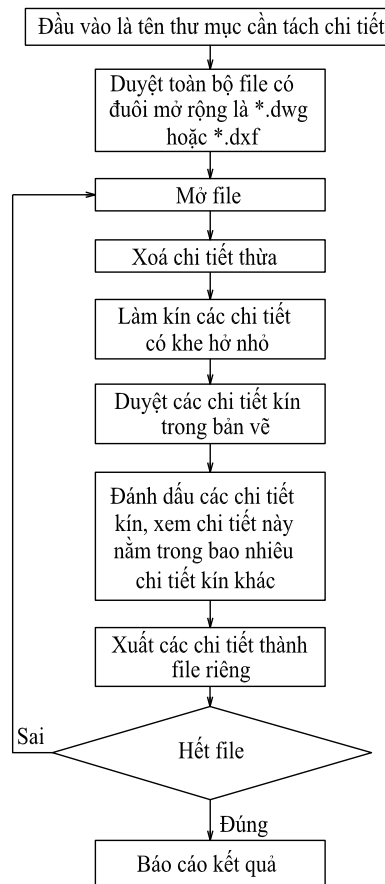 Đầu vào là tên thư mục cần tách chi tiết
Duyệt toàn bộ file có
đuôi mở rộng là *.dwg
hoặc *.dxf
Mở file
Xoá chi tiết thừa
Làm kín các chi tiết
có khe hở nhỏ
Duyệt các chi tiết kín
trong bản vẽ
Đánh dấu các chi tiết
kín, xem chi tiết này
nằm trong bao nhiêu
chi tiết kín khác
Xuất các chi tiết thành
file riêng
Sai
Hết file
Đúng
Báo cáo kết quả